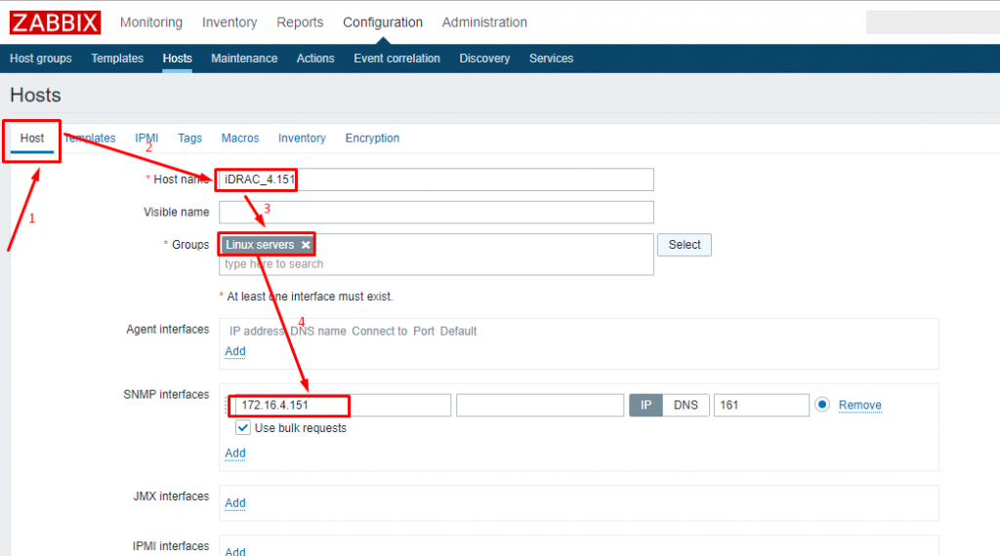 ZABBIX Monitoring Inventory Reports Configuration Administration
Host groups Templates Hosts Maintenance Actions Event correlation Discovery Services
Hosts
Host Templates IPMI Tags Macros Inventory Encryption
2
* Host name iDRAC_4.151
1
3
Visible name
* Groups Linux servers × Select
type here to search
* At least one interface must exist.
4
Agent interfaces IP address DNS name Connect to Port Default
Add
SNMP interfaces 172.16.4.151 IP DNS 161 Remove
Use bulk requests
Add
JMX interfaces Add
IPMI interfaces Add